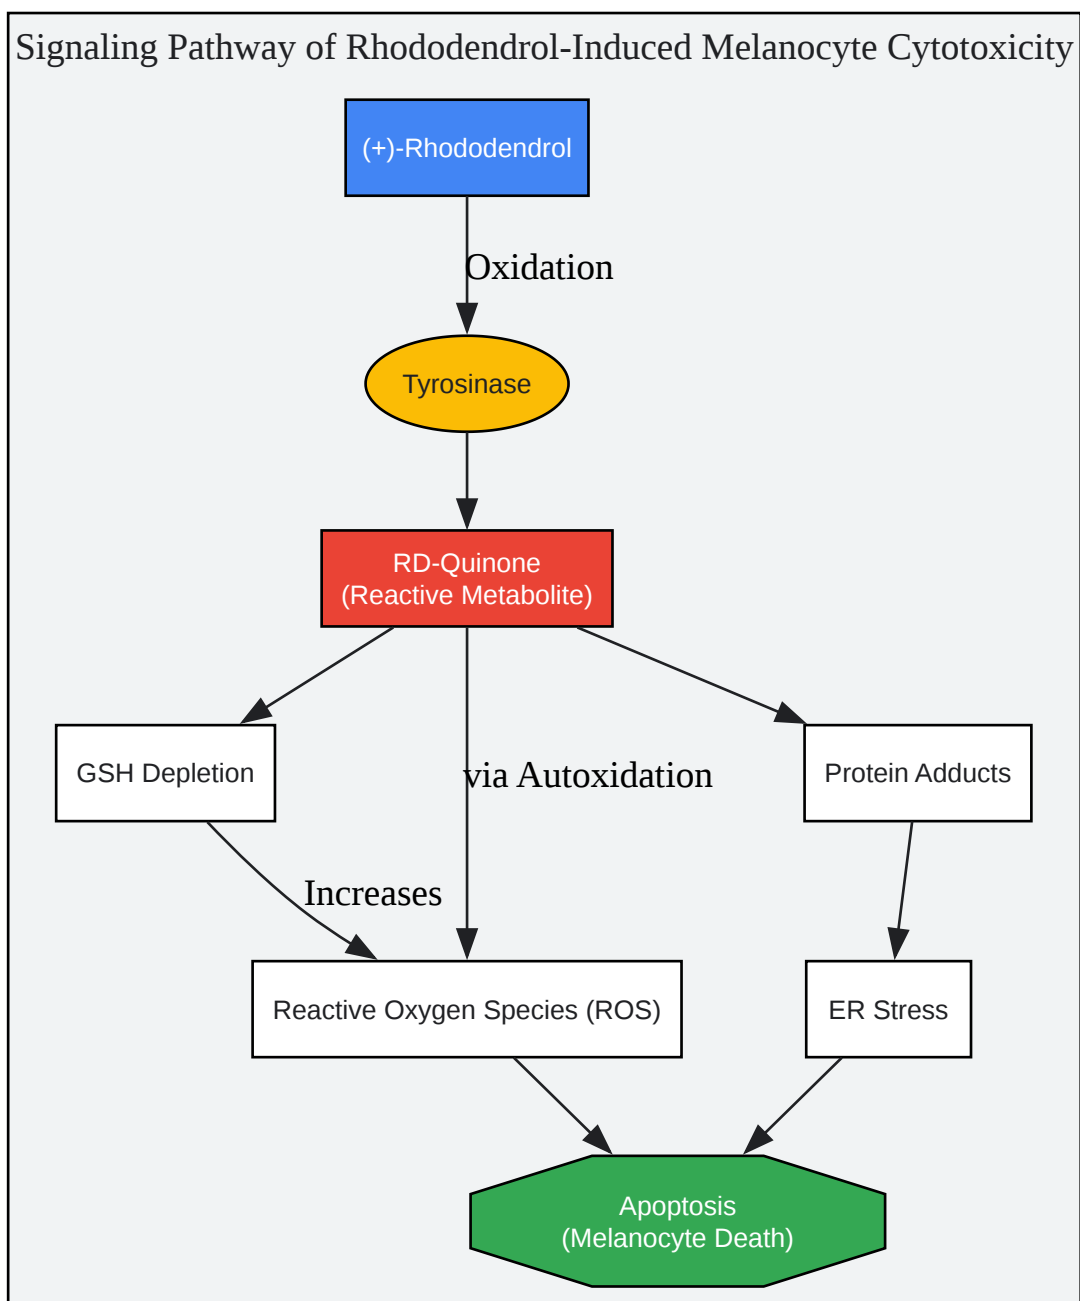 Signaling Pathway of Rhododendrol-Induced Melanocyte Cytotoxicity
(+)-Rhododendrol
Oxidation
Tyrosinase
RD-Quinone
(Reactive Metabolite)
GSH Depletion
via Autoxidation
Protein Adducts
Increases
Reactive Oxygen Species (ROS)
ER Stress
Apoptosis
(Melanocyte Death)